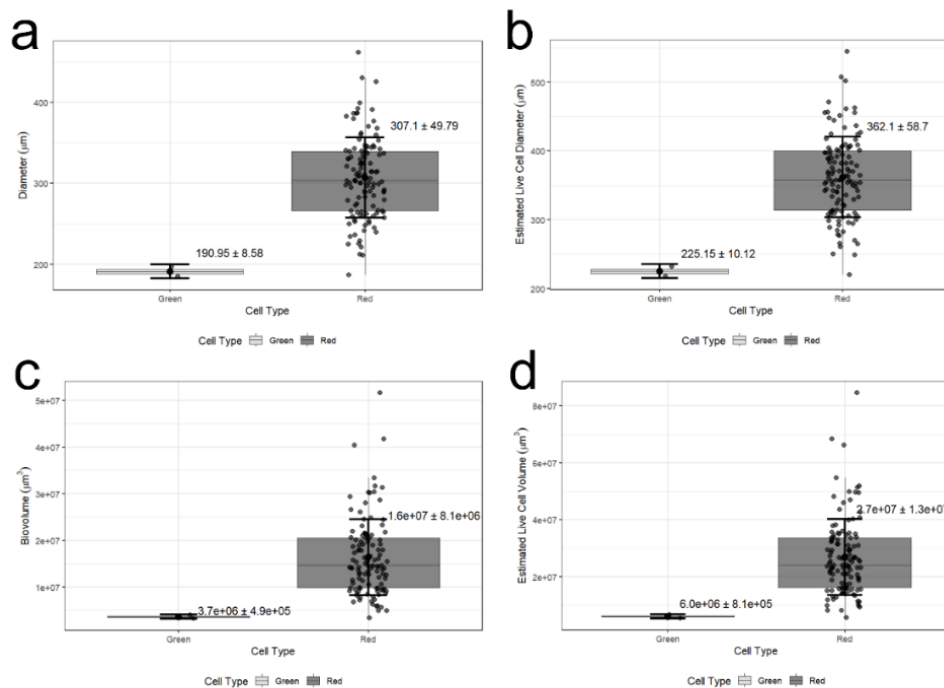 a
400
300
200
Diameter (μm)
307.1 ± 49.79
190.95 ± 8.58
Green
Red
Cell Type
Cell Type Green Red
b
500
400
300
200
Estimated Live Cell Diameter (μm)
362.1 ± 58.7
225.15 ± 10.12
Green
Red
Cell Type
Cell Type Green Red
c
5e+07
4e+07
3e+07
2e+07
1e+07
Biovolume (μm³)
1.6e+07 ± 8.1e+06
3.7e+06 ± 4.9e+05
Green
Red
Cell Type
Cell Type Green Red
d
8e+07
6e+07
4e+07
2e+07
Estimated Live Cell Volume (μm³)
2.7e+07 ± 1.3e+07
6.0e+06 ± 8.1e+05
Green
Red
Cell Type
Cell Type Green Red